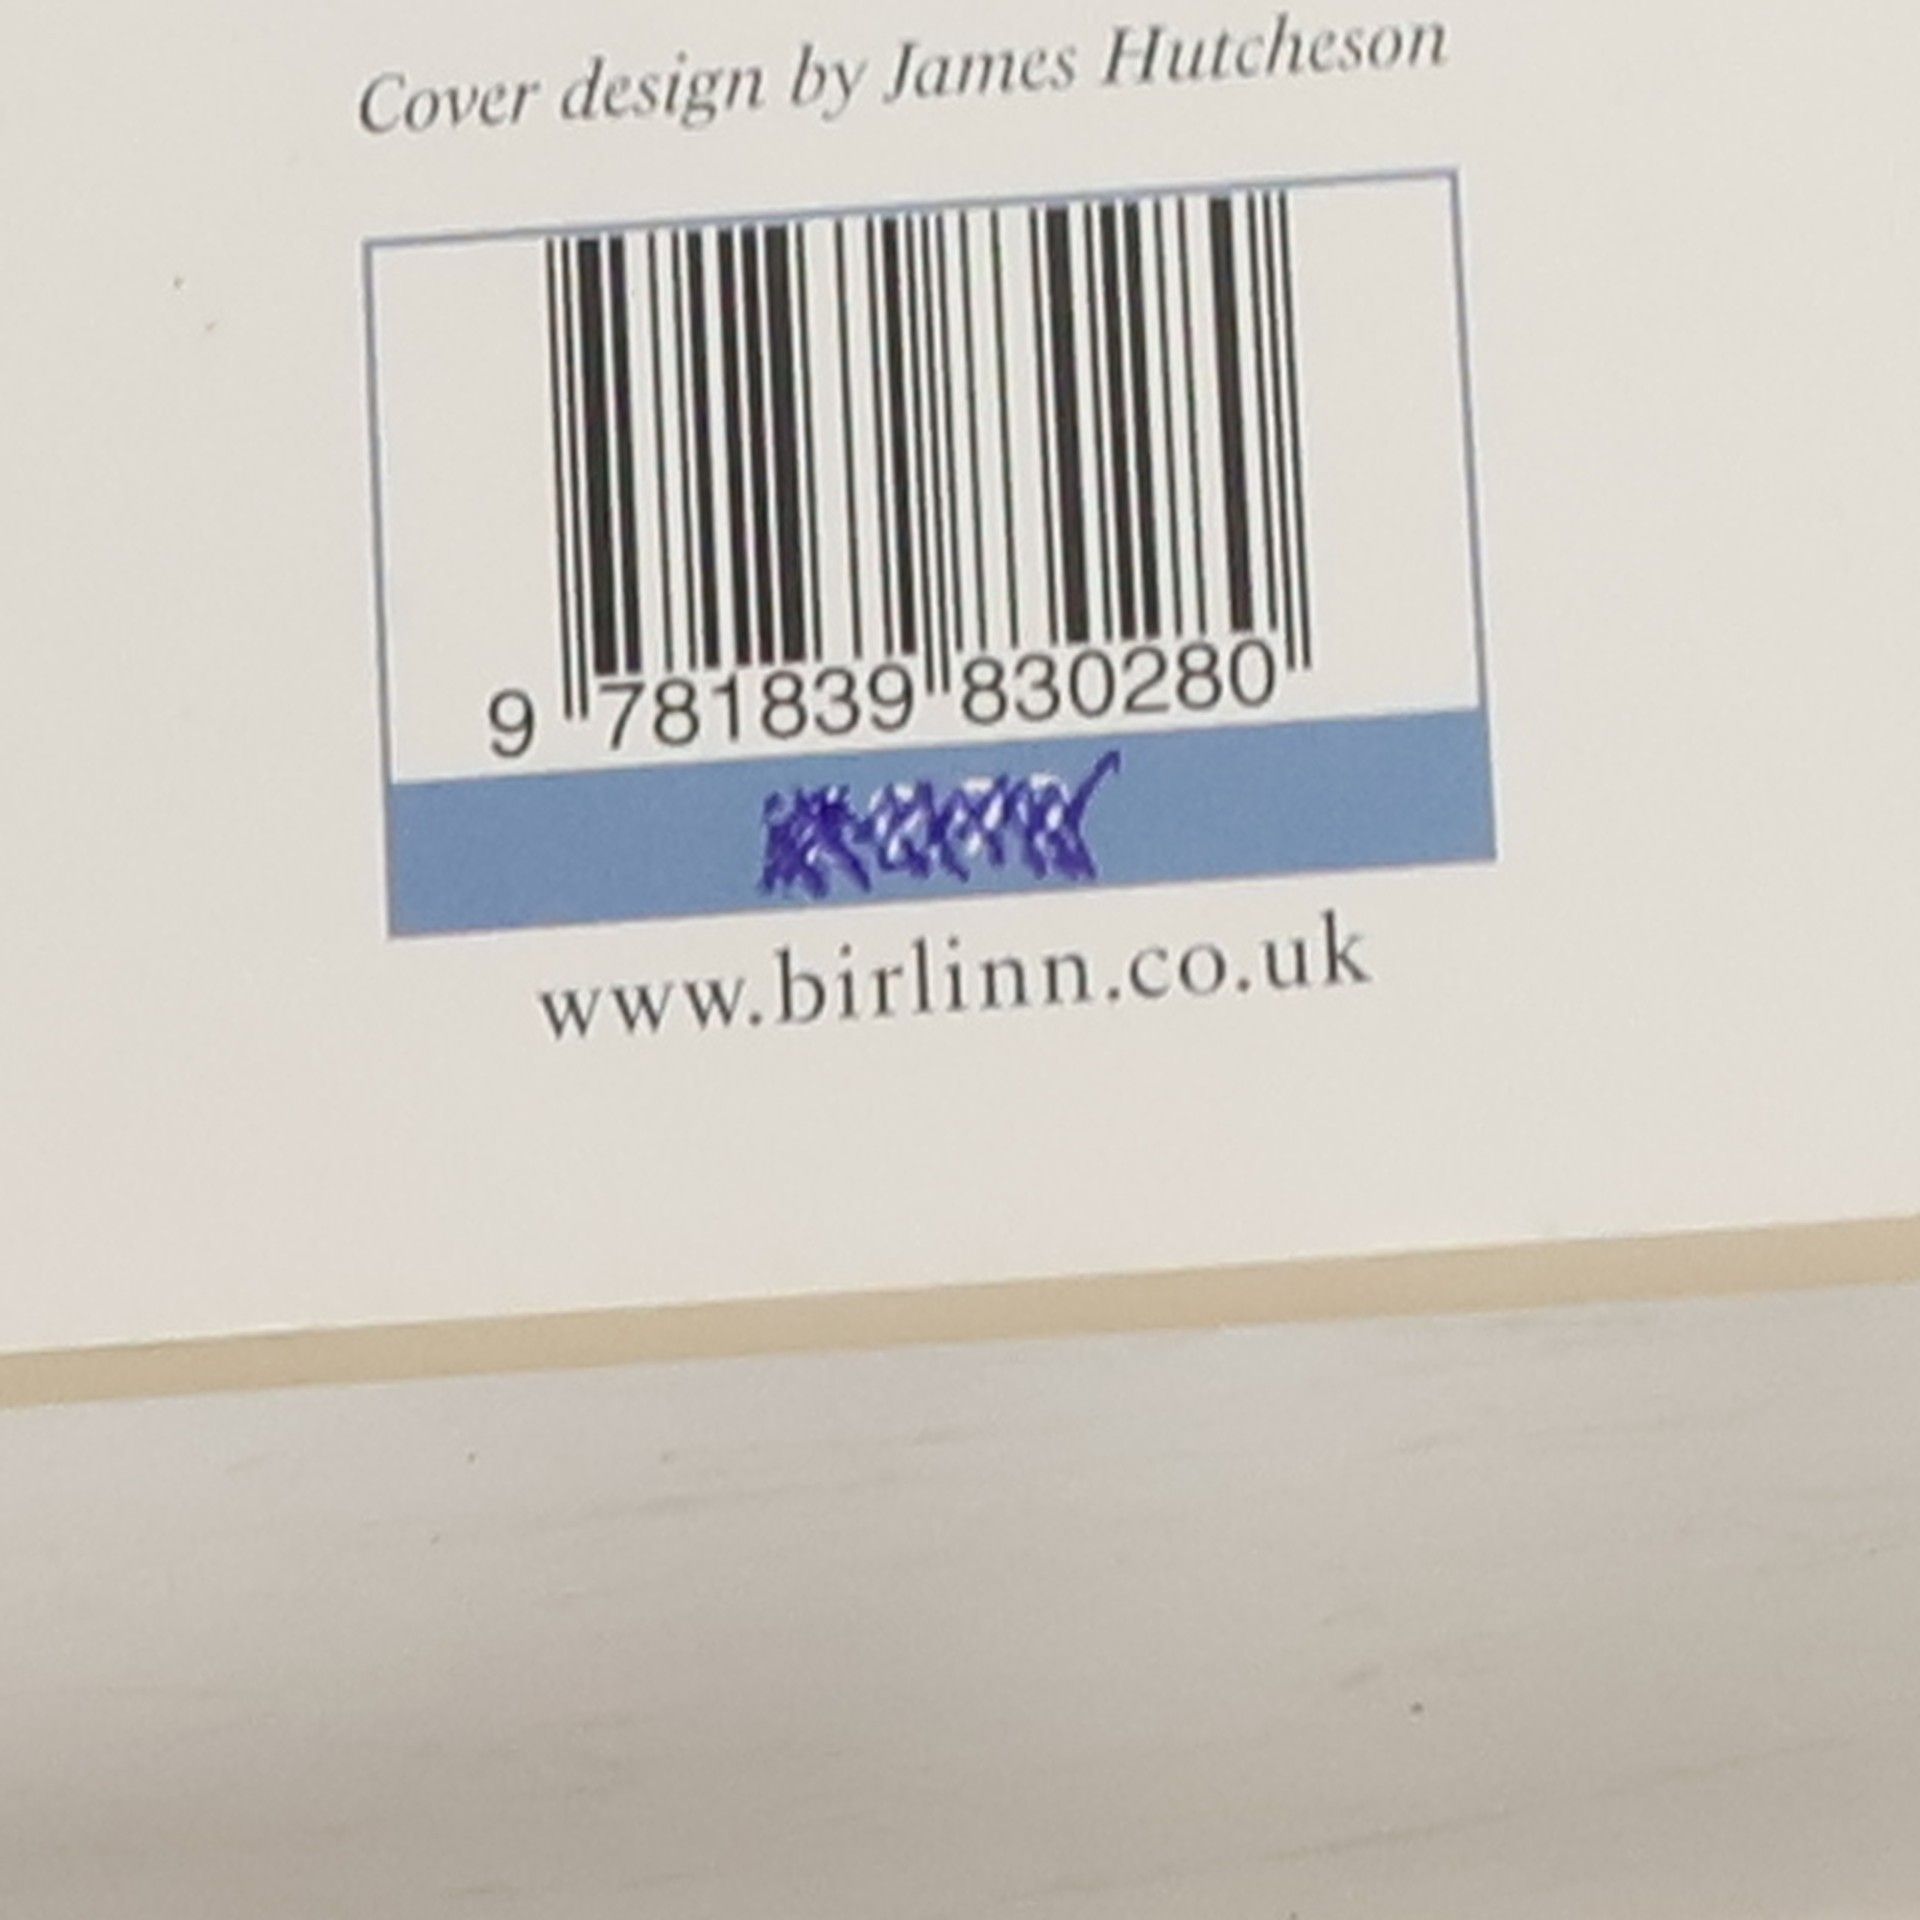 Cover design by James Hutcheson
9 781839 830280
www.birlinn.co.uk